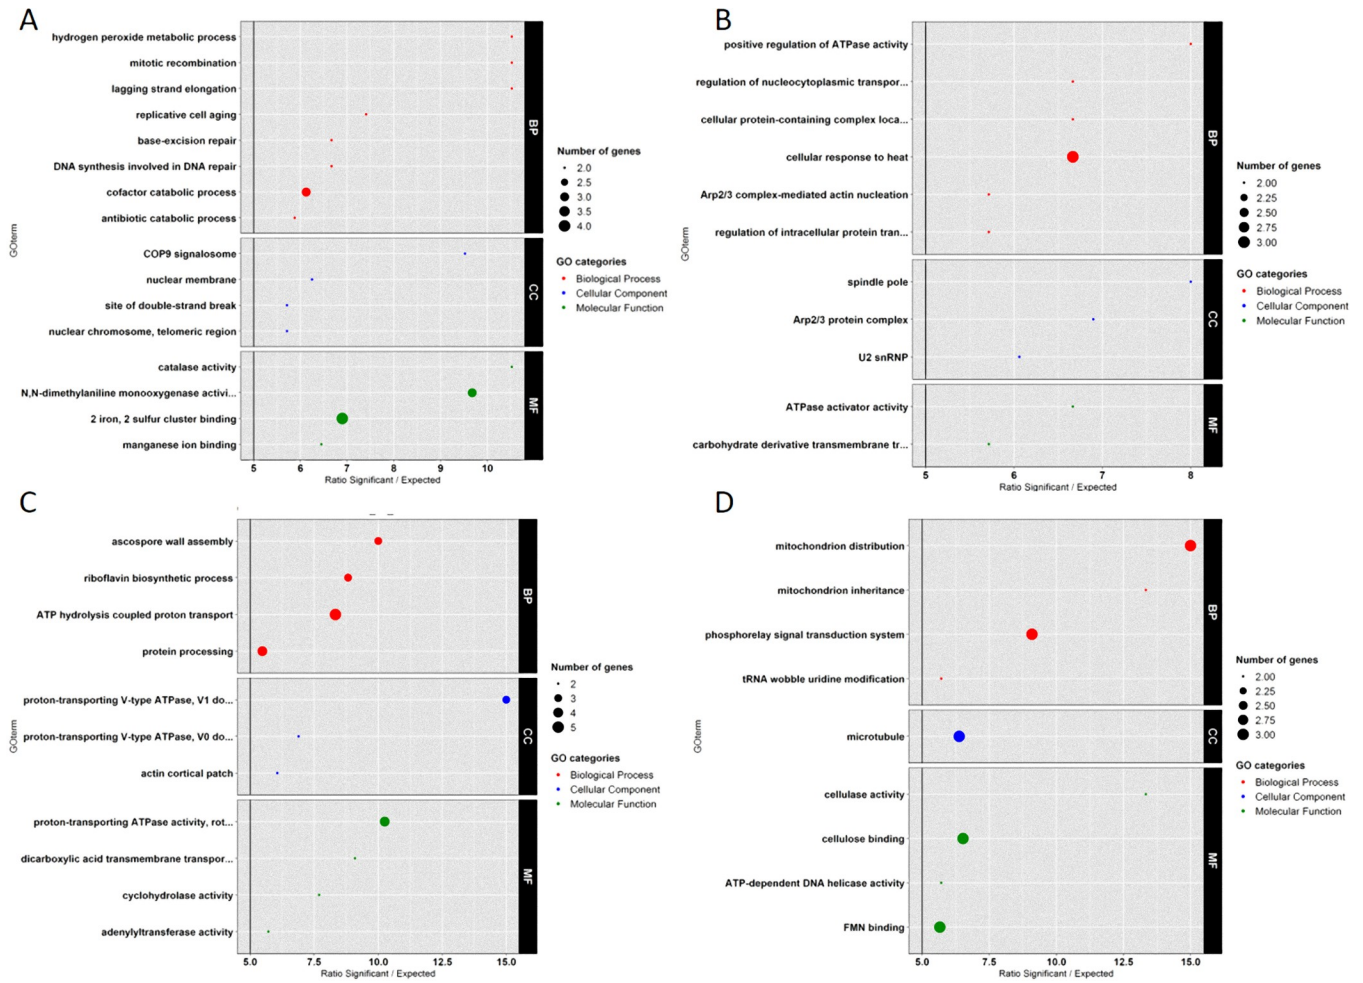 A
hydrogen peroxide metabolic process
mitotic recombination
lagging strand elongation
replicative cell aging
base-excision repair
DNA synthesis involved in DNA repair
cofactor catabolic process
antibiotic catabolic process
BP
COP9 signalosome
nuclear membrane
site of double-strand break
nuclear chromosome, telomeric region
CC
catalase activity
N,N-dimethylaniline monooxygenase activi...
2 iron, 2 sulfur cluster binding
manganese ion binding
MF
GOterm
5 6 7 8 9 10
Ratio Significant / Expected
Number of genes
2.0
2.5
3.0
3.5
4.0
GO categories
Biological Process
Cellular Component
Molecular Function
B
positive regulation of ATPase activity
regulation of nucleocytoplasmic transpor...
cellular protein-containing complex loca...
cellular response to heat
Arp2/3 complex-mediated actin nucleation
regulation of intracellular protein tran...
BP
spindle pole
Arp2/3 protein complex
U2 snRNP
CC
ATPase activator activity
carbohydrate derivative transmembrane tr...
MF
GOterm
5 6 7 8
Ratio Significant / Expected
Number of genes
2.00
2.25
2.50
2.75
3.00
GO categories
Biological Process
Cellular Component
Molecular Function
C
ascospore wall assembly
riboflavin biosynthetic process
ATP hydrolysis coupled proton transport
protein processing
BP
proton-transporting V-type ATPase, V1 do...
proton-transporting V-type ATPase, V0 do...
actin cortical patch
CC
proton-transporting ATPase activity, rot...
dicarboxylic acid transmembrane transpor...
cyclohydrolase activity
adenylyltransferase activity
MF
GOterm
5.0 7.5 10.0 12.5 15.0
Ratio Significant / Expected
Number of genes
2
3
4
5
GO categories
Biological Process
Cellular Component
Molecular Function
D
mitochondrion distribution
mitochondrion inheritance
phosphorelay signal transduction system
tRNA wobble uridine modification
BP
microtubule
CC
cellulase activity
cellulose binding
ATP-dependent DNA helicase activity
FMN binding
MF
GOterm
5.0 7.5 10.0 12.5 15.0
Ratio Significant / Expected
Number of genes
2.00
2.25
2.50
2.75
3.00
GO categories
Biological Process
Cellular Component
Molecular Function